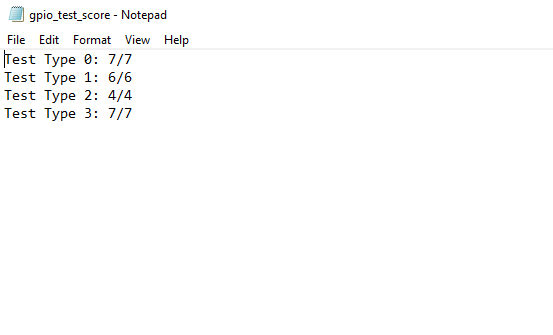 gpio_test_score - Notepad
File Edit Format View Help
Test Type 0: 7/7
Test Type 1: 6/6
Test Type 2: 4/4
Test Type 3: 7/7